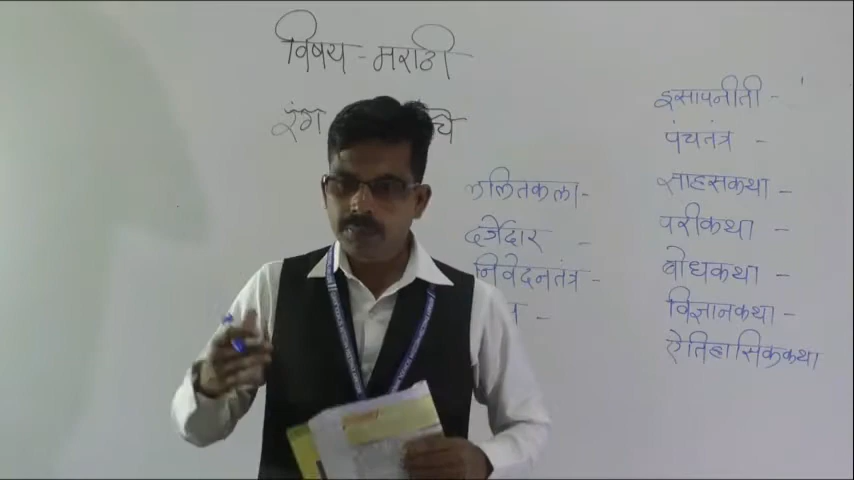 विषय - मराठी
रंग चे
ललितकला -
दर्जेदार -
निवेदनतंत्र -
इसापनीती -
पंचतंत्र -
साहसकथा -
परीकथा -
बोधकथा -
विज्ञानकथा -
ऐतिहासिककथा